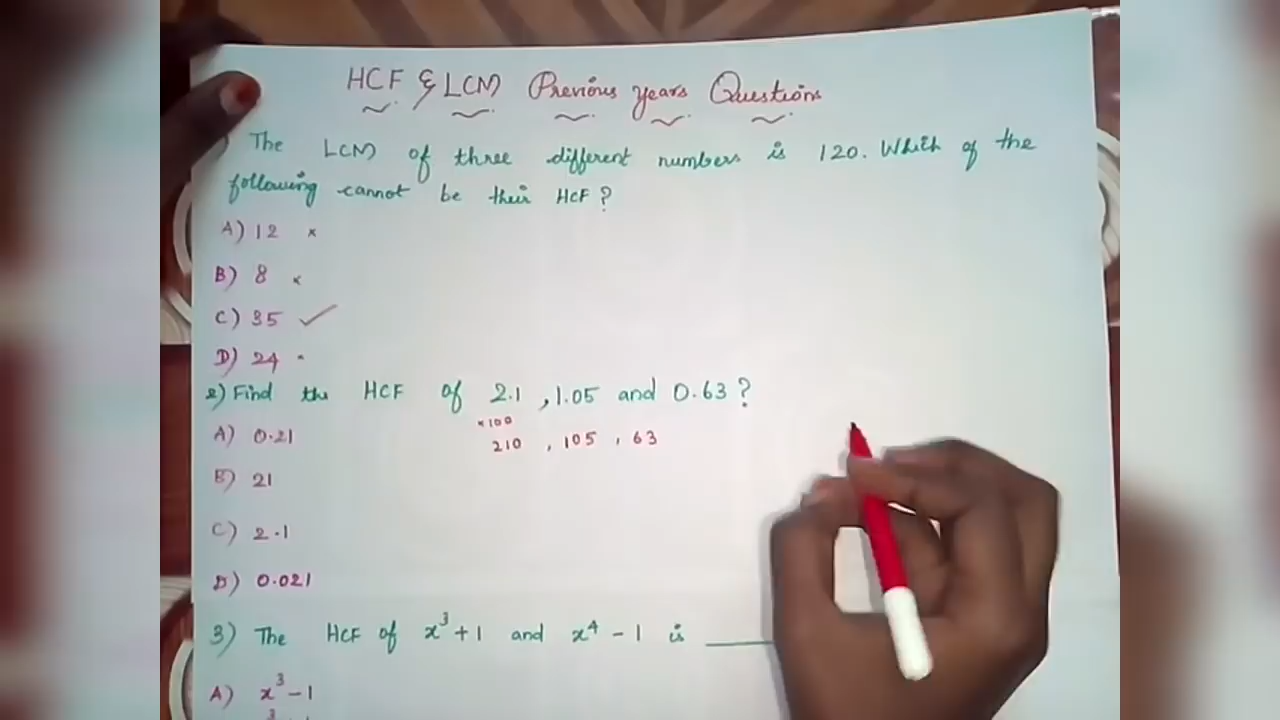 HCF & LCM Previous years Questions
The LCM of three different numbers is 120. Which of the
following cannot be their HCF?
A) 12 ×
B) 8 ×
C) 35 ✓
D) 24
2) Find the HCF of 2.1 , 1.05 and 0.63?
×100
A) 0.21 210 , 105 , 63
B) 21
C) 2.1
D) 0.021
3) The HCF of x³+1 and x⁴ - 1 is ____
A) x³-1